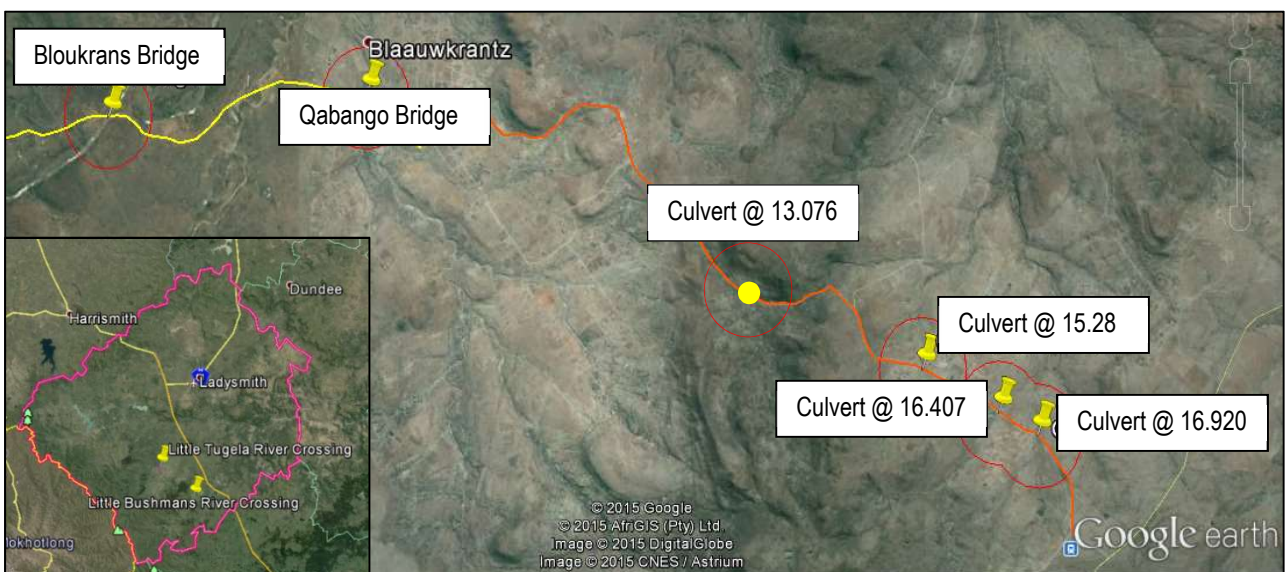 Bloukrans Bridge
Blaauwkrantz
Qabango Bridge
Culvert @ 13.076
Culvert @ 15.28
Culvert @ 16.407
Culvert @ 16.920
Dundee
Harrismith
Ladysmith
Little Tugela River Crossing
Little Bushmans River Crossing
lokhotlong
© 2015 Google
© 2015 AfriGIS (Pty) Ltd
Image © 2015 DigitalGlobe
Image © 2015 CNES / Astrium
Google earth